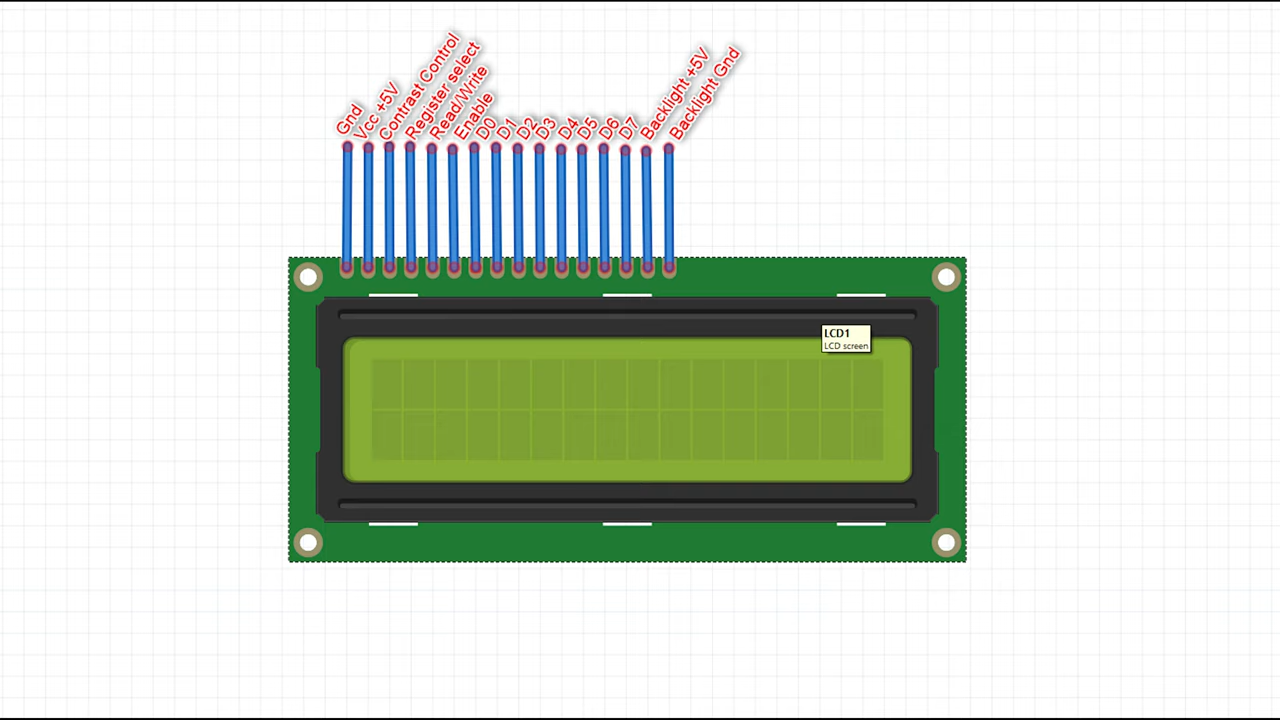 Gnd
Vcc +5V
Contrast Control
Register select
Read/Write
Enable
D0
D1
D2
D3
D4
D5
D6
D7
Backlight +5V
Backlight Gnd
LCD1
LCD screen